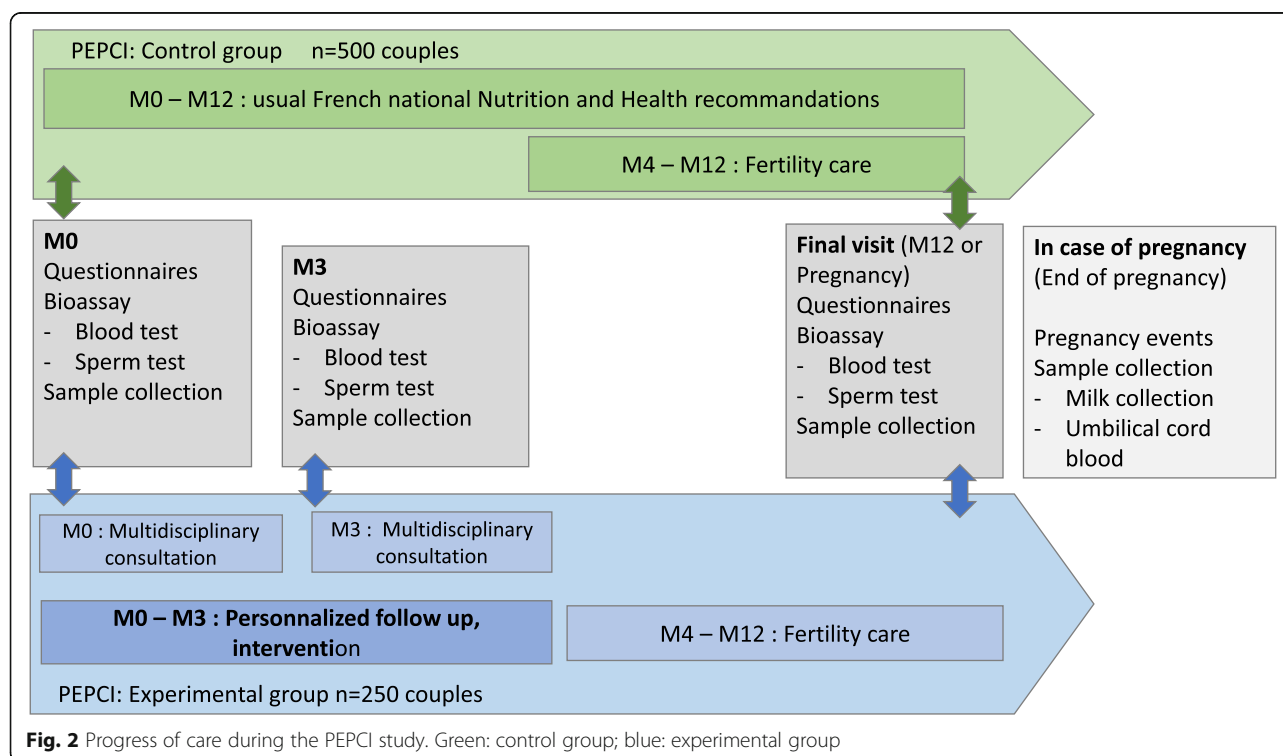 PEPCI: Control group n=500 couples
M0 – M12 : usual French national Nutrition and Health recommandations
M4 – M12 : Fertility care
M0
Questionnaires
Bioassay
- Blood test
- Sperm test
Sample collection
M3
Questionnaires
Bioassay
- Blood test
- Sperm test
Sample collection
Final visit (M12 or
Pregnancy)
Questionnaires
Bioassay
- Blood test
- Sperm test
Sample collection
In case of pregnancy
(End of pregnancy)
Pregnancy events
Sample collection
- Milk collection
- Umbilical cord
blood
M0 : Multidisciplinary
consultation
M3 : Multidisciplinary
consultation
M0 – M3 : Personnalized follow up,
intervention
M4 – M12 : Fertility care
PEPCI: Experimental group n=250 couples
Fig. 2 Progress of care during the PEPCI study. Green: control group; blue: experimental group